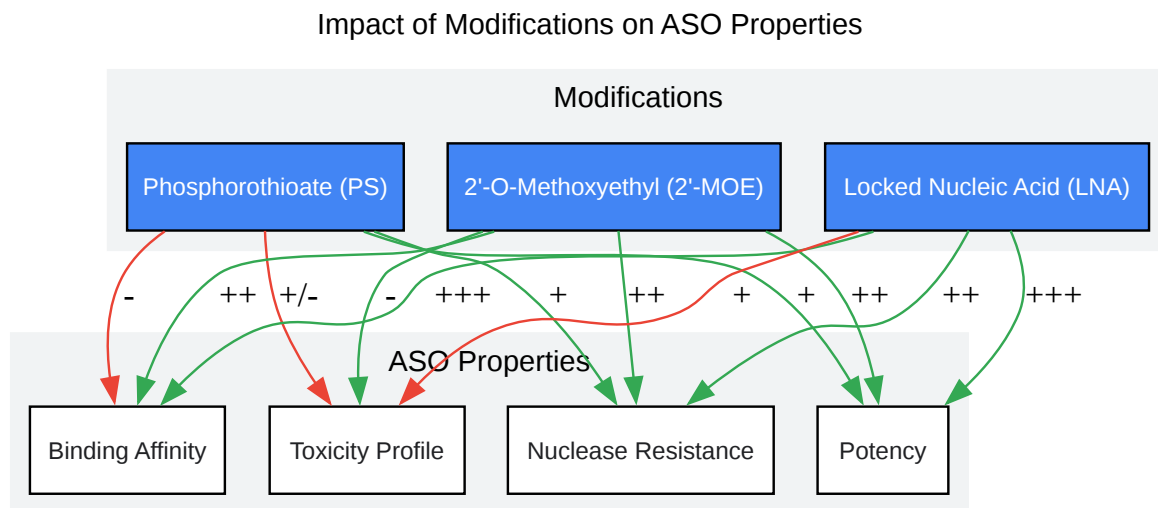 Impact of Modifications on ASO Properties
Modifications
Phosphorothioate (PS)
2'-O-Methoxyethyl (2'-MOE)
Locked Nucleic Acid (LNA)
-
++
+/-
-
+++
+
++
+
+
++
++
+++
ASO Properties
Binding Affinity
Toxicity Profile
Nuclease Resistance
Potency